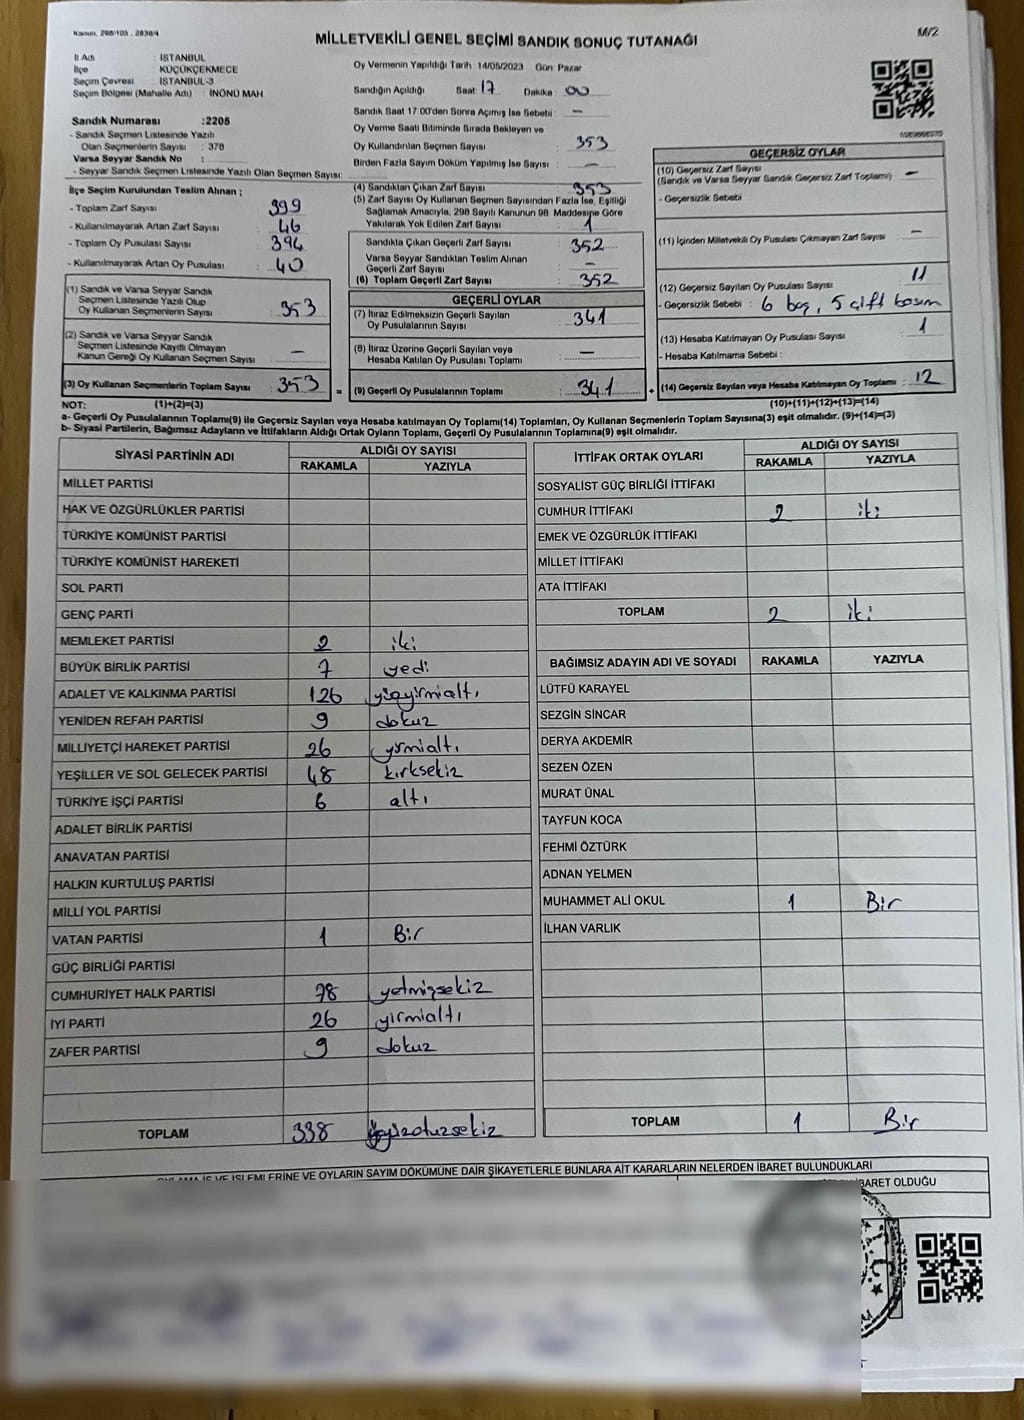 Kanun, 298/105 , 2839/4
M/2
MİLLETVEKİLİ GENEL SEÇİMİ SANDIK SONUÇ TUTANAĞI
İl Adı : İSTANBUL
İlçe : KÜÇÜKÇEKMECE
Seçim Çevresi : İSTANBUL-3
Seçim Bölgesi (Mahalle Adı) : İNÖNÜ MAH
Oy Vermenin Yapıldığı Tarih : 14/05/2023 Gün Pazar
Sandığın Açıldığı Saat : 17 Dakika : 00
Sandık Saat 17.00'den Sonra Açımış İse Sebebi : –
Sandık Numarası :2205
- Sandık Seçmen Listesinde Yazılı
Olan Seçmenlerin Sayısı : 370
Varsa Seyyar Sandık No :
- Seyyar Sandık Seçmen Listesinde Yazılı Olan Seçmen Sayısı:
Oy Verme Saati Bitiminde Sırada Bekleyen ve
Oy Kullandırılan Seçmen Sayısı : 353
Birden Fazla Sayım Döküm Yapılmış İse Sayısı : –
İlçe Seçim Kurulundan Teslim Alınan ;
- Toplam Zarf Sayısı : 399
- Kullanılmayarak Artan Zarf Sayısı : 46
- Toplam Oy Pusulası Sayısı : 394
- Kullanılmayarak Artan Oy Pusulası : 40
(1) Sandık ve Varsa Seyyar Sandık
Seçmen Listesinde Yazılı Olup
Oy Kullanan Seçmenlerin Sayısı : 353
(2) Sandık ve Varsa Seyyar Sandık
Seçmen Listesinde Kayıtlı Olmayan
Kanun Gereği Oy Kullanan Seçmen Sayısı : –
(3) Oy Kullanan Seçmenlerin Toplam Sayısı : 353
(4) Sandıktan Çıkan Zarf Sayısı : 353
(5) Zarf Sayısı Oy Kullanan Seçmen Sayısından Fazla İse, Eşitliği
Sağlamak Amacıyla, 298 Sayılı Kanunun 98. Maddesine Göre
Yakılarak Yok Edilen Zarf Sayısı : 1
Sandıkta Çıkan Geçerli Zarf Sayısı : 352
Varsa Seyyar Sandıktan Teslim Alınan
Geçerli Zarf Sayısı : –
(6) Toplam Geçerli Zarf Sayısı : 352
GEÇERLİ OYLAR
(7) İtiraz Edilmeksizin Geçerli Sayılan
Oy Pusulalarının Sayısı : 341
(8) İtiraz Üzerine Geçerli Sayılan veya
Hesaba Katılan Oy Pusulası Toplamı : –
= (9) Geçerli Oy Pusulalarının Toplamı : 341
GEÇERSİZ OYLAR
(10) Geçersiz Zarf Sayısı
(Sandık ve Varsa Seyyar Sandık Geçersiz Zarf Toplamı) : –
- Geçersizlik Sebebi
(11) İçinden Milletvekili Oy Pusulası Çıkmayan Zarf Sayısı : –
(12) Geçersiz Sayılan Oy Pusulası Sayısı : 11
- Geçersizlik Sebebi : 6 boş, 5 çift basım
(13) Hesaba Katılmayan Oy Pusulası Sayısı : 1
- Hesaba Katılmama Sebebi :
+ (14) Geçersiz Sayılan veya Hesaba Katılmayan Oy Toplamı : 12
NOT: (1)+(2)=(3)
(10)+(11)+(12)+(13)=(14)
a- Geçerli Oy Pusulalarının Toplamı(9) ile Geçersiz Sayılan veya Hesaba katılmayan Oy Toplamı(14) Toplamları, Oy Kullanan Seçmenlerin Toplam Sayısına(3) eşit olmalıdır. (9)+(14)=(3)
b- Siyasi Partilerin, Bağımsız Adayların ve İttifakların Aldığı Ortak Oyların Toplamı, Geçerli Oy Pusulalarının Toplamına(9) eşit olmalıdır.
SİYASİ PARTİNİN ADI ALDIĞI OY SAYISI
RAKAMLA YAZIYLA
MİLLET PARTİSİ
HAK VE ÖZGÜRLÜKLER PARTİSİ
TÜRKİYE KOMÜNİST PARTİSİ
TÜRKİYE KOMÜNİST HAREKETİ
SOL PARTİ
GENÇ PARTİ
MEMLEKET PARTİSİ 2 iki
BÜYÜK BİRLİK PARTİSİ 7 yedi
ADALET VE KALKINMA PARTİSİ 126 yüzyirmialtı
YENİDEN REFAH PARTİSİ 9 dokuz
MİLLİYETÇİ HAREKET PARTİSİ 26 yirmialtı
YEŞİLLER VE SOL GELECEK PARTİSİ 48 kırksekiz
TÜRKİYE İŞÇİ PARTİSİ 6 altı
ADALET BİRLİK PARTİSİ
ANAVATAN PARTİSİ
HALKIN KURTULUŞ PARTİSİ
MİLLİ YOL PARTİSİ
VATAN PARTİSİ 1 Bir
GÜÇ BİRLİĞİ PARTİSİ
CUMHURİYET HALK PARTİSİ 78 yetmişsekiz
İYİ PARTİ 26 yirmialtı
ZAFER PARTİSİ 9 dokuz
TOPLAM 338 üçyüzotuzsekiz
İTTİFAK ORTAK OYLARI ALDIĞI OY SAYISI
RAKAMLA YAZIYLA
SOSYALİST GÜÇ BİRLİĞİ İTTİFAKI
CUMHUR İTTİFAKI 2 iki
EMEK VE ÖZGÜRLÜK İTTİFAKI
MİLLET İTTİFAKI
ATA İTTİFAKI
TOPLAM 2 iki
BAĞIMSIZ ADAYIN ADI VE SOYADI RAKAMLA YAZIYLA
LÜTFÜ KARAYEL
SEZGİN SİNCAR
DERYA AKDEMİR
SEZEN ÖZEN
MURAT ÜNAL
TAYFUN KOCA
FEHMİ ÖZTÜRK
ADNAN YELMEN
MUHAMMET ALİ OKUL 1 Bir
İLHAN VARLIK
TOPLAM 1 Bir
İŞ VE İŞLEMLERİNE VE OYLARIN SAYIM DÖKÜMÜNE DAİR ŞİKAYETLERLE BUNLARA AİT KARARLARIN NELERDEN İBARET BULUNDUKLARI
İBARET OLDUĞU